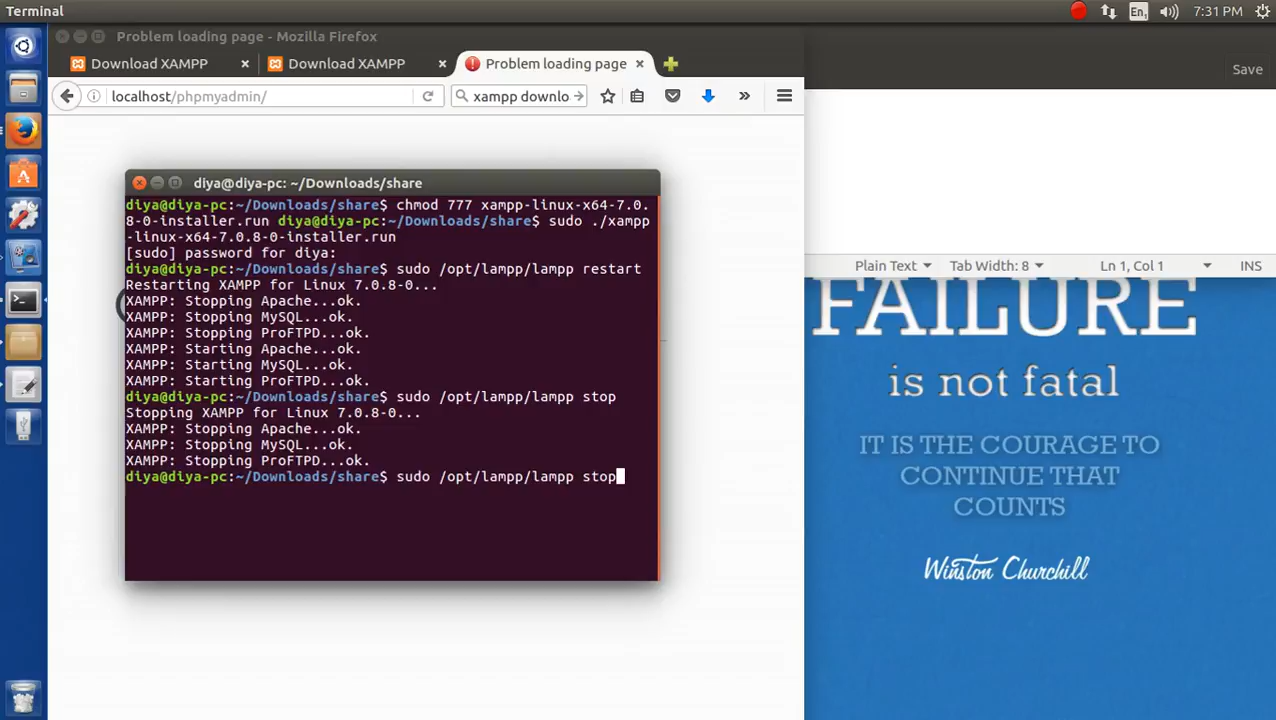 Terminal
En₁
7:31 PM
Problem loading page - Mozilla Firefox
Download XAMPP
Download XAMPP
Problem loading page
localhost/phpmyadmin/
xampp downlo
Save
diya@diya-pc: ~/Downloads/share
diya@diya-pc:~/Downloads/share$ chmod 777 xampp-linux-x64-7.0.
8-0-installer.run diya@diya-pc:~/Downloads/share$ sudo ./xampp
-linux-x64-7.0.8-0-installer.run
[sudo] password for diya:
diya@diya-pc:~/Downloads/share$ sudo /opt/lampp/lampp restart
Restarting XAMPP for Linux 7.0.8-0...
XAMPP: Stopping Apache...ok.
XAMPP: Stopping MySQL...ok.
XAMPP: Stopping ProFTPD...ok.
XAMPP: Starting Apache...ok.
XAMPP: Starting MySQL...ok.
XAMPP: Starting ProFTPD...ok.
diya@diya-pc:~/Downloads/share$ sudo /opt/lampp/lampp stop
Stopping XAMPP for Linux 7.0.8-0...
XAMPP: Stopping Apache...ok.
XAMPP: Stopping MySQL...ok.
XAMPP: Stopping ProFTPD...ok.
diya@diya-pc:~/Downloads/share$ sudo /opt/lampp/lampp stop
Plain Text
Tab Width: 8
Ln 1, Col 1
INS
FAILURE
is not fatal
IT IS THE COURAGE TO
CONTINUE THAT
COUNTS
Winston Churchill